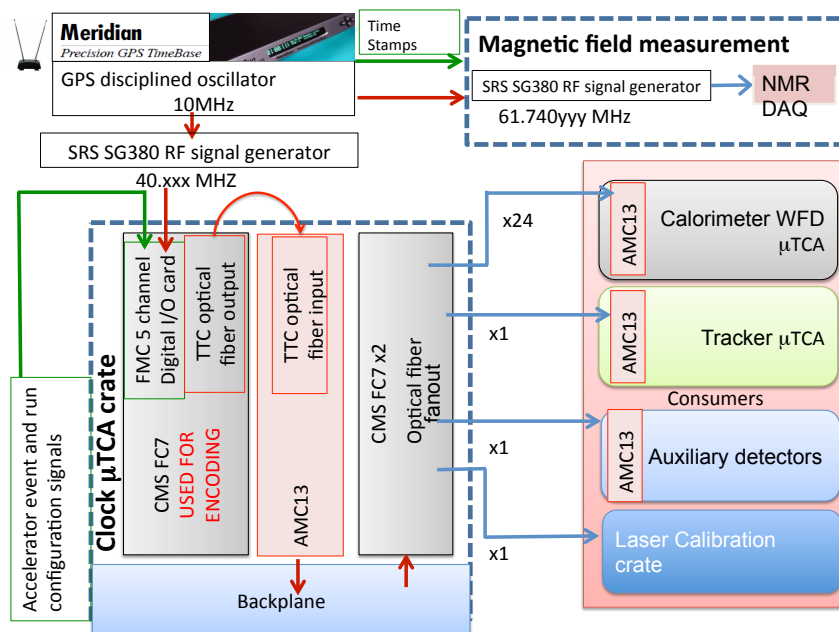 Meridian
Precision GPS TimeBase
GPS disciplined oscillator
10MHz
Time
Stamps
Magnetic field measurement
SRS SG380 RF signal generator
61.740yyy MHz
NMR
DAQ
SRS SG380 RF signal generator
40.xxx MHZ
Clock μTCA crate
FMC 5 channel
Digital I/O card
TTC optical
fiber output
CMS FC7
USED FOR
ENCODING
TTC optical
fiber input
AMC13
CMS FC7 x2
Optical fiber
fanout
Backplane
Accelerator event and run
configuration signals
x24
x1
x1
x1
AMC13
Calorimeter WFD
μTCA
AMC13
Tracker μTCA
Consumers
AMC13
Auxiliary detectors
Laser Calibration
crate